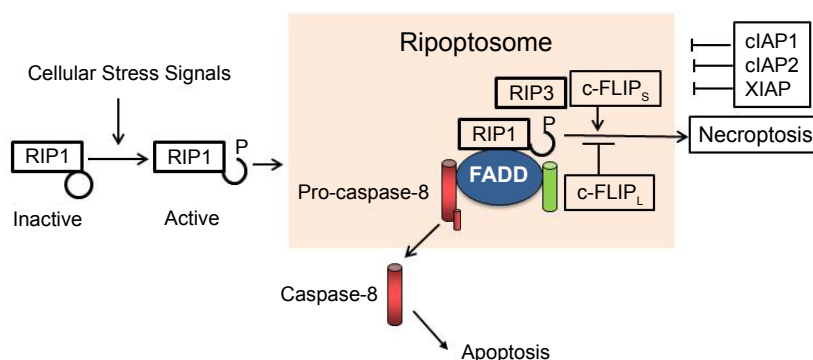 Ripoptosome
cIAP1
cIAP2
XIAP
Cellular Stress Signals
RIP3
c-FLIPS
RIP1
P
RIP1
P
RIP1
P
Necroptosis
FADD
Pro-caspase-8
c-FLIPL
Inactive
Active
Caspase-8
Apoptosis